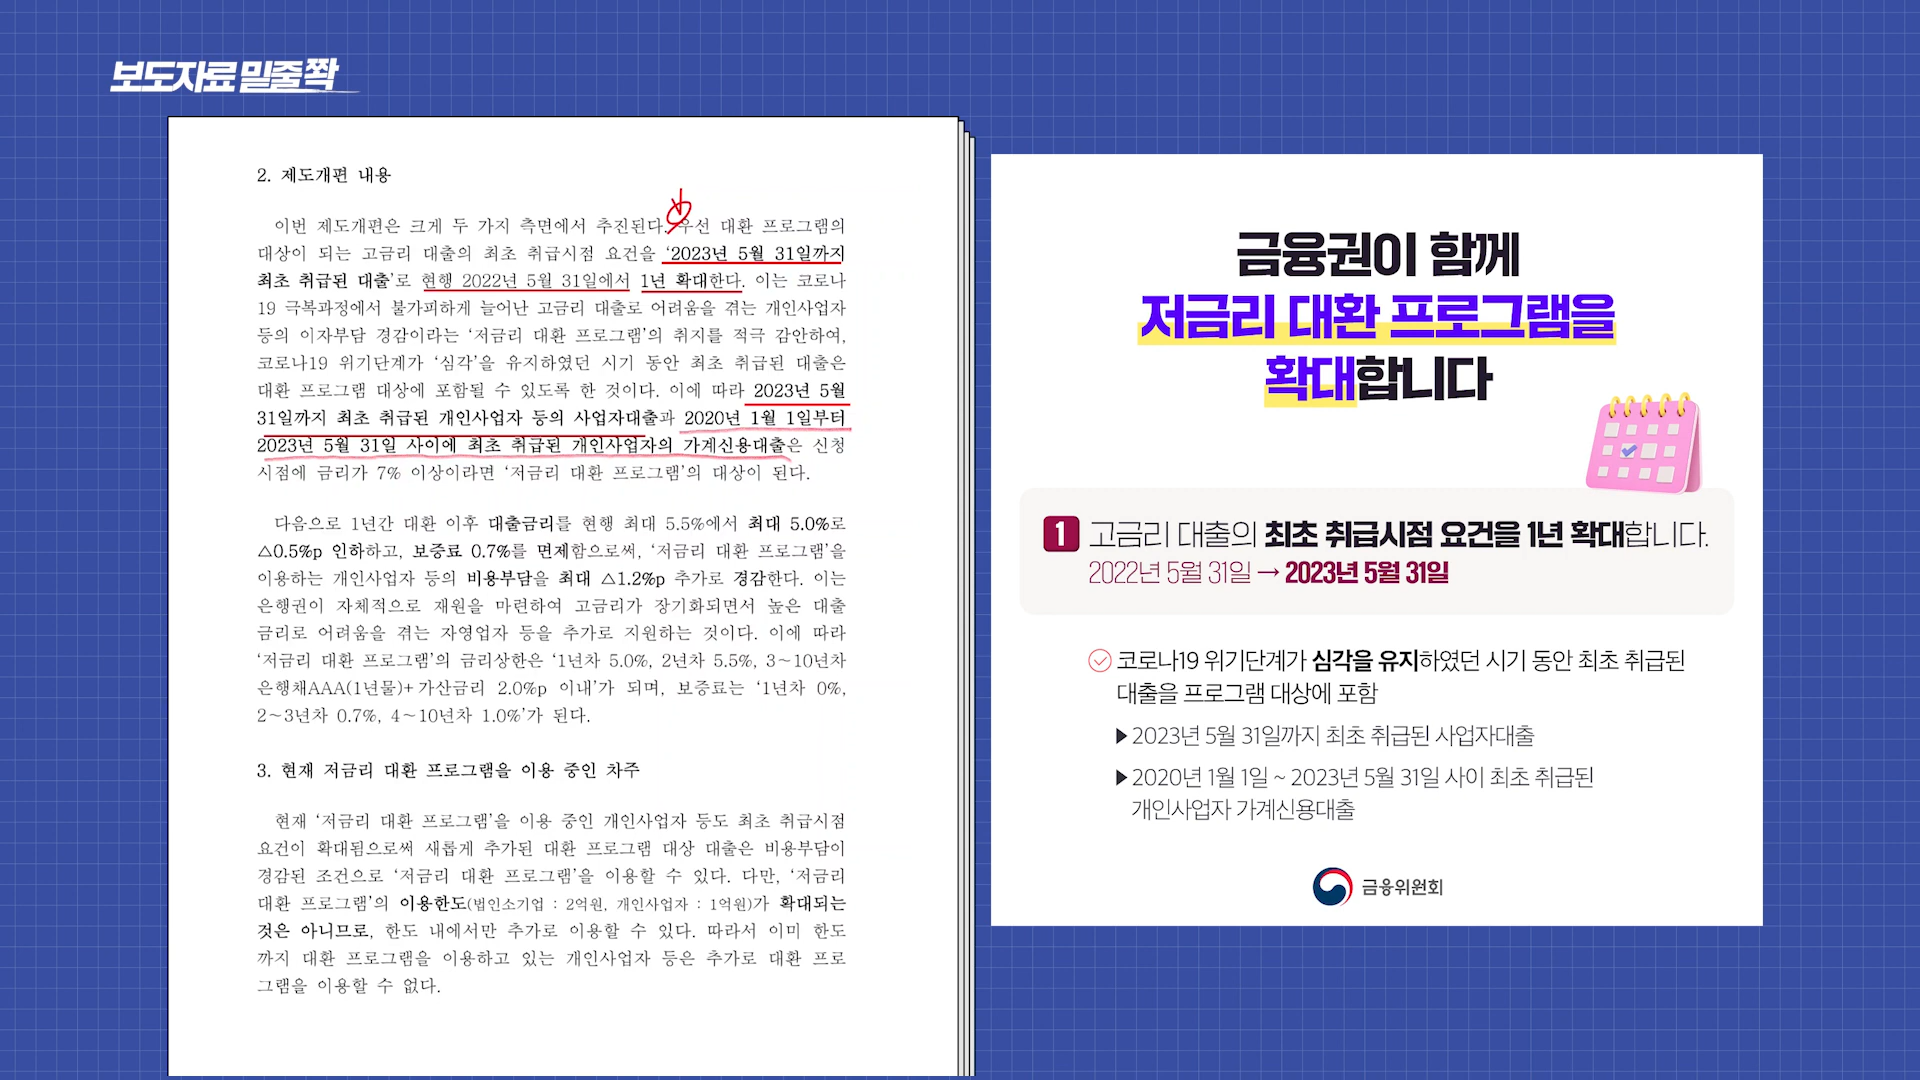 보도자료 밑줄 쫙
2. 제도개편 내용
이번 제도개편은 크게 두 가지 측면에서 추진된다. 우선 대환 프로그램의
대상이 되는 고금리 대출의 최초 취급시점 요건을 ‘2023년 5월 31일까지
최초 취급된 대출’로 현행 2022년 5월 31일에서 1년 확대한다. 이는 코로나
19 극복과정에서 불가피하게 늘어난 고금리 대출로 어려움을 겪는 개인사업자
등의 이자부담 경감이라는 ‘저금리 대환 프로그램’의 취지를 적극 감안하여,
코로나19 위기단계가 ‘심각’을 유지하였던 시기 동안 최초 취급된 대출은
대환 프로그램 대상에 포함될 수 있도록 한 것이다. 이에 따라 2023년 5월
31일까지 최초 취급된 개인사업자 등의 사업자대출과 2020년 1월 1일부터
2023년 5월 31일 사이에 최초 취급된 개인사업자의 가계신용대출은 신청
시점에 금리가 7% 이상이라면 ‘저금리 대환 프로그램’의 대상이 된다.
다음으로 1년간 대환 이후 대출금리를 현행 최대 5.5%에서 최대 5.0%로
△0.5%p 인하하고, 보증료 0.7%를 면제함으로써, ‘저금리 대환 프로그램’을
이용하는 개인사업자 등의 비용부담을 최대 △1.2%p 추가로 경감한다. 이는
은행권이 자체적으로 재원을 마련하여 고금리가 장기화되면서 높은 대출
금리로 어려움을 겪는 자영업자 등을 추가로 지원하는 것이다. 이에 따라
‘저금리 대환 프로그램’의 금리상한은 ‘1년차 5.0%, 2년차 5.5%, 3~10년차
은행채AAA(1년물)+가산금리 2.0%p 이내’가 되며, 보증료는 ‘1년차 0%,
2~3년차 0.7%, 4~10년차 1.0%’가 된다.
3. 현재 저금리 대환 프로그램을 이용 중인 차주
현재 ‘저금리 대환 프로그램’을 이용 중인 개인사업자 등도 최초 취급시점
요건이 확대됨으로써 새롭게 추가된 대환 프로그램 대상 대출은 비용부담이
경감된 조건으로 ‘저금리 대환 프로그램’을 이용할 수 있다. 다만, ‘저금리
대환 프로그램’의 이용한도(법인소기업 : 2억원, 개인사업자 : 1억원)가 확대되는
것은 아니므로, 한도 내에서만 추가로 이용할 수 있다. 따라서 이미 한도
까지 대환 프로그램을 이용하고 있는 개인사업자 등은 추가로 대환 프로
그램을 이용할 수 없다.
금융권이 함께
저금리 대환 프로그램을
확대합니다
1 고금리 대출의 최초 취급시점 요건을 1년 확대합니다.
2022년 5월 31일 → 2023년 5월 31일
코로나19 위기단계가 심각을 유지하였던 시기 동안 최초 취급된
대출을 프로그램 대상에 포함
▶2023년 5월 31일까지 최초 취급된 사업자대출
▶2020년 1월 1일 ~ 2023년 5월 31일 사이 최초 취급된
개인사업자 가계신용대출
금융위원회